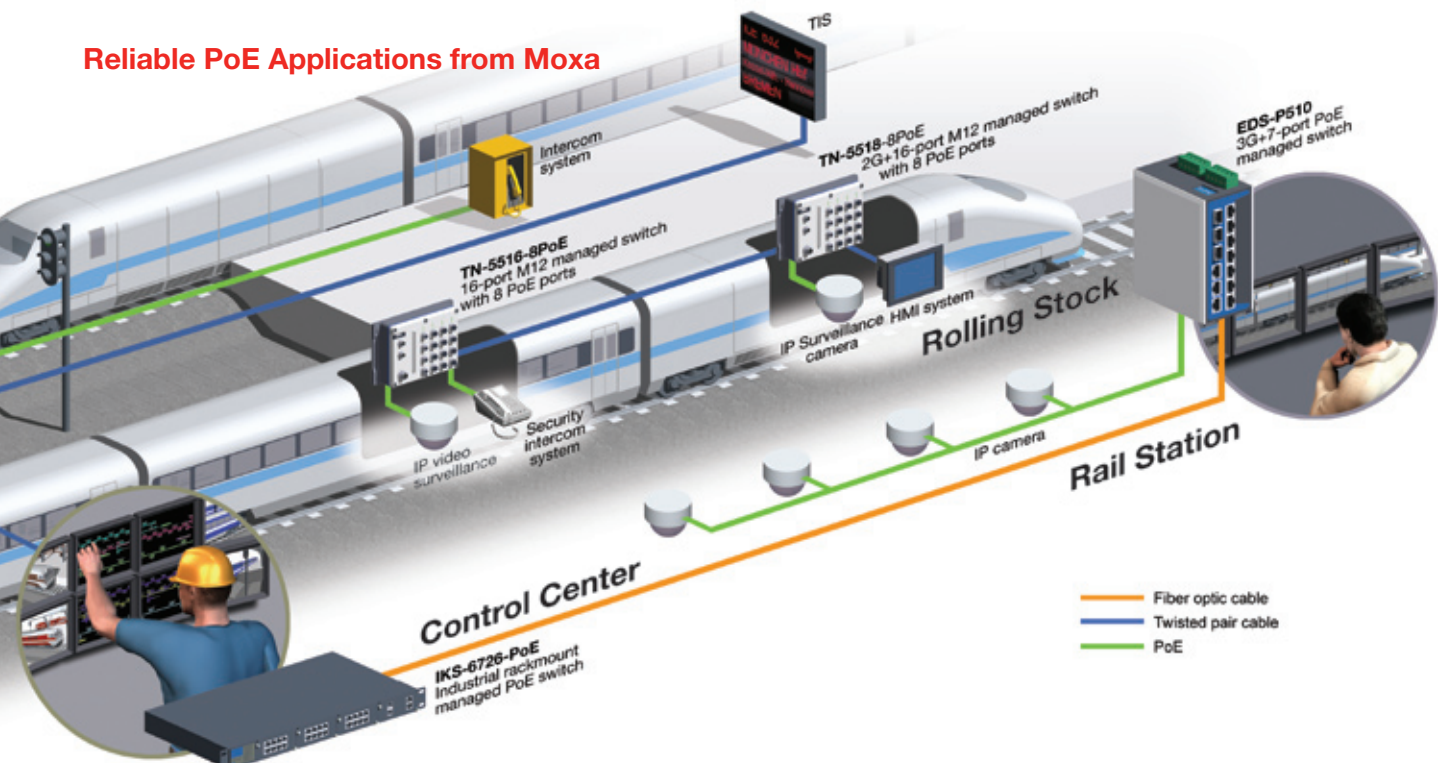 Reliable PoE Applications from Moxa
TIS
Intercom
system
TN-5518-8PoE
2G+16-port M12 managed switch
with 8 PoE ports
EDS-P510
3G+7-port PoE
managed switch
TN-5516-8PoE
16-port M12 managed switch
with 8 PoE ports
IP Surveillance
camera
HMI system
Rolling Stock
IP video
surveillance
Security
intercom
system
IP camera
Rail Station
Control Center
IKS-6726-PoE
Industrial rackmount
managed PoE switch
Fiber optic cable
Twisted pair cable
PoE